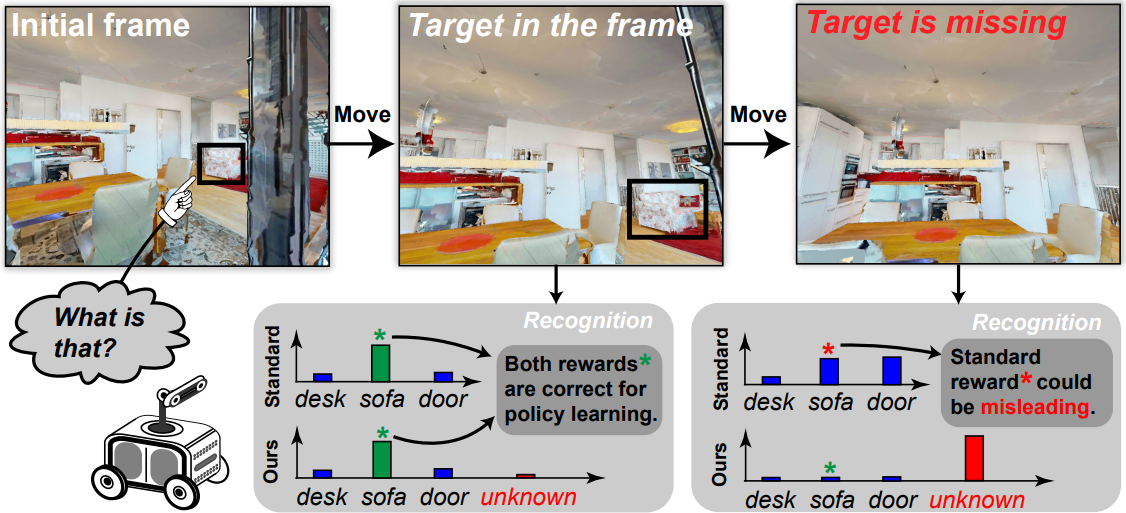 Initial frame
Target in the frame
Target is missing
Move
Move
What is
that?
Recognition
Standard
desk sofa door
Ours
desk sofa door unknown
Both rewards*
are correct for
policy learning.
Recognition
Standard
desk sofa door
Ours
desk sofa door unknown
Standard
reward* could
be misleading.